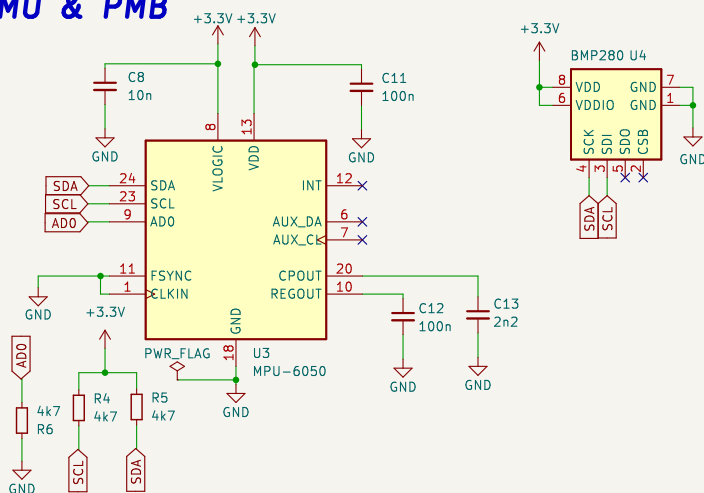 MU & PMB
+3.3V +3.3V
+3.3V
C8
10n
GND
C11
100n
GND
8
VLOGIC
13
VDD
SDA
24
SDA
SCL
23
SCL
AD0
9
AD0
INT
12
AUX_DA
6
AUX_CL
7
11
FSYNC
1
CLKIN
GND
CPOUT
20
REGOUT
10
GND
18
C12
100n
GND
C13
2n2
GND
U3
MPU-6050
PWR_FLAG
GND
+3.3V
AD0
4k7
R6
GND
R4
4k7
SCL
R5
4k7
SDA
BMP280 U4
8
VDD
GND
7
6
VDDIO
GND
1
SCK
SDI
SDO
CSB
4
3
5
2
SDA
SCL
GND